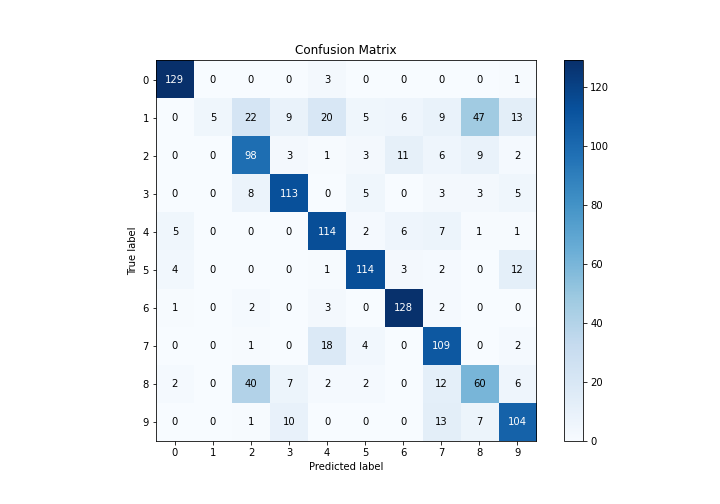 Confusion Matrix
0 129 0 0 0 3 0 0 0 0 1
1 0 5 22 9 20 5 6 9 47 13
2 0 0 98 3 1 3 11 6 9 2
3 0 0 8 113 0 5 0 3 3 5
4 5 0 0 0 114 2 6 7 1 1
5 4 0 0 0 1 114 3 2 0 12
6 1 0 2 0 3 0 128 2 0 0
7 0 0 1 0 18 4 0 109 0 2
8 2 0 40 7 2 2 0 12 60 6
9 0 0 1 10 0 0 0 13 7 104
0 1 2 3 4 5 6 7 8 9
Predicted label
True label
120
100
80
60
40
20
0